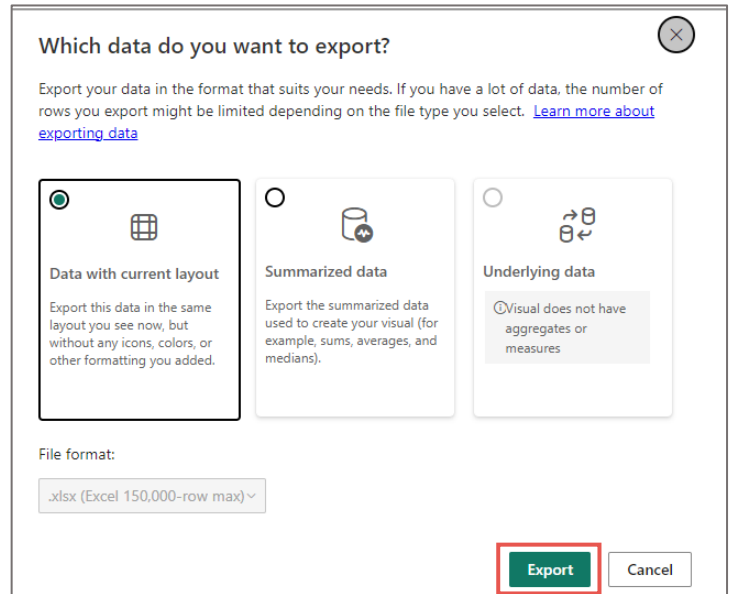 Which data do you want to export?
Export your data in the format that suits your needs. If you have a lot of data, the number of
rows you export might be limited depending on the file type you select. Learn more about
exporting data
Data with current layout
Export this data in the same
layout you see now, but
without any icons, colors, or
other formatting you added.
Summarized data
Export the summarized data
used to create your visual (for
example, sums, averages, and
medians).
Underlying data
Visual does not have
aggregates or
measures
File format:
.xlsx (Excel 150,000-row max)
Export
Cancel